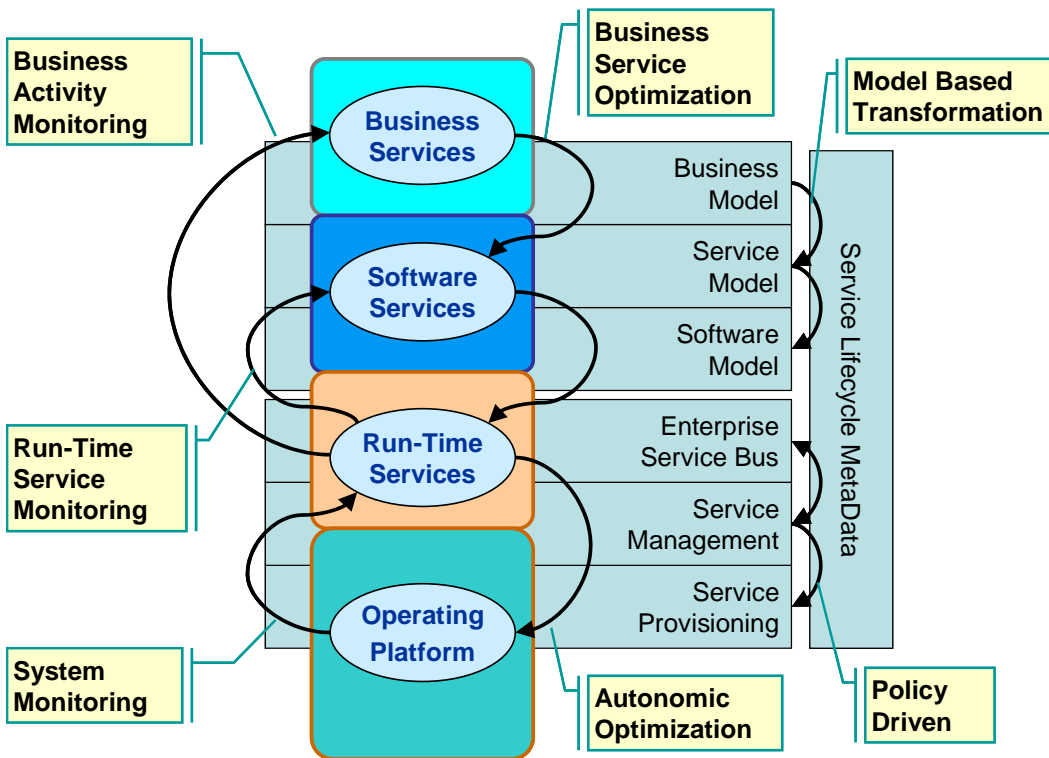 Business
Activity
Monitoring
Business
Service
Optimization
Model Based
Transformation
Business
Services
Business
Model
Software
Services
Service
Model
Software
Model
Service Lifecycle MetaData
Run-Time
Service
Monitoring
Run-Time
Services
Enterprise
Service Bus
Service
Management
Service
Provisioning
Operating
Platform
System
Monitoring
Autonomic
Optimization
Policy
Driven